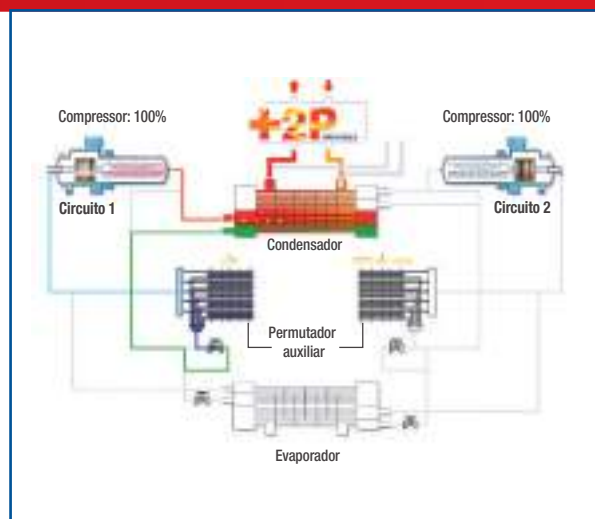 Compressor: 100%
Compressor: 100%
+2P
Circuito 1
Circuito 2
Condensador
Permutador
auxiliar
Evaporador